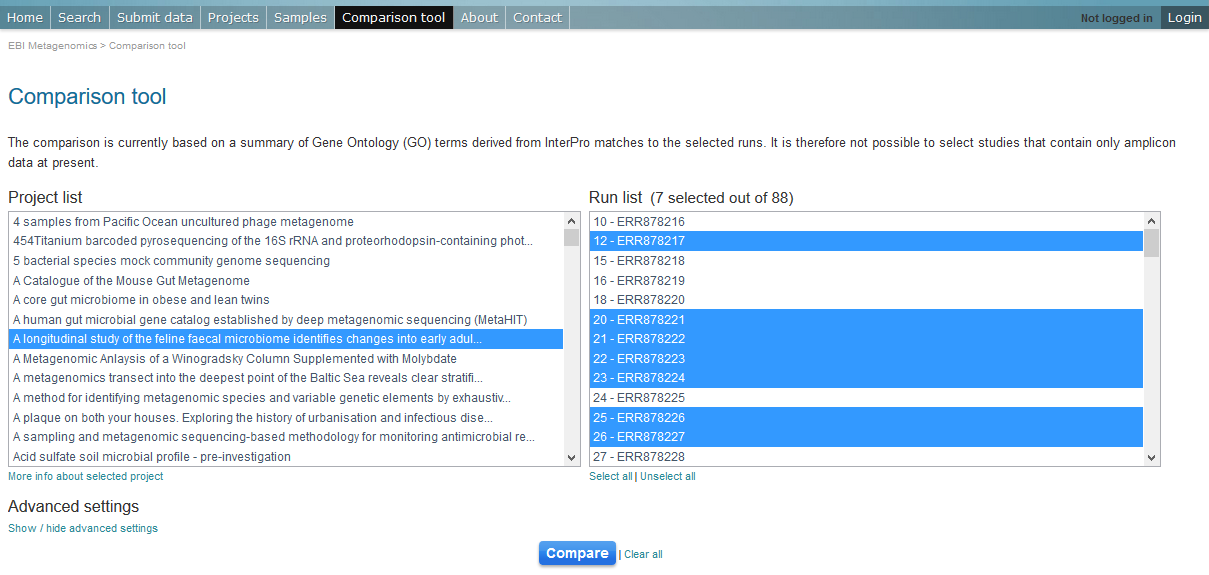 Home Search Submit data Projects Samples Comparison tool About Contact Not logged in Login
EBI Metagenomics > Comparison tool
Comparison tool
The comparison is currently based on a summary of Gene Ontology (GO) terms derived from InterPro matches to the selected runs. It is therefore not possible to select studies that contain only amplicon
data at present.
Project list
4 samples from Pacific Ocean uncultured phage metagenome
454Titanium barcoded pyrosequencing of the 16S rRNA and proteorhodopsin-containing phot...
5 bacterial species mock community genome sequencing
A Catalogue of the Mouse Gut Metagenome
A core gut microbiome in obese and lean twins
A human gut microbial gene catalog established by deep metagenomic sequencing (MetaHIT)
A longitudinal study of the feline faecal microbiome identifies changes into early adul...
A Metagenomic Anlaysis of a Winogradsky Column Supplemented with Molybdate
A metagenomics transect into the deepest point of the Baltic Sea reveals clear stratifi...
A method for identifying metagenomic species and variable genetic elements by exhaustiv...
A plaque on both your houses. Exploring the history of urbanisation and infectious dise...
A sampling and metagenomic sequencing-based methodology for monitoring antimicrobial re...
Acid sulfate soil microbial profile - pre-investigation
More info about selected project
Run list (7 selected out of 88)
10 - ERR878216
12 - ERR878217
15 - ERR878218
16 - ERR878219
18 - ERR878220
20 - ERR878221
21 - ERR878222
22 - ERR878223
23 - ERR878224
24 - ERR878225
25 - ERR878226
26 - ERR878227
27 - ERR878228
Select all | Unselect all
Advanced settings
Show / hide advanced settings
Compare | Clear all